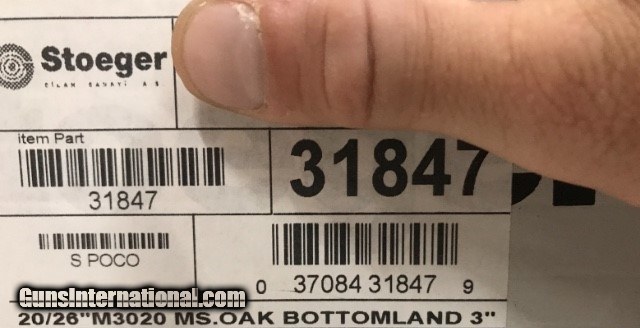 Stoeger
SİLAH SANAYİ A.Ş.
Item Part
31847
31847
S POCO
0 37084 31847 9
GunsInternational.com
20/26"M3020 MS.OAK BOTTOMLAND 3"